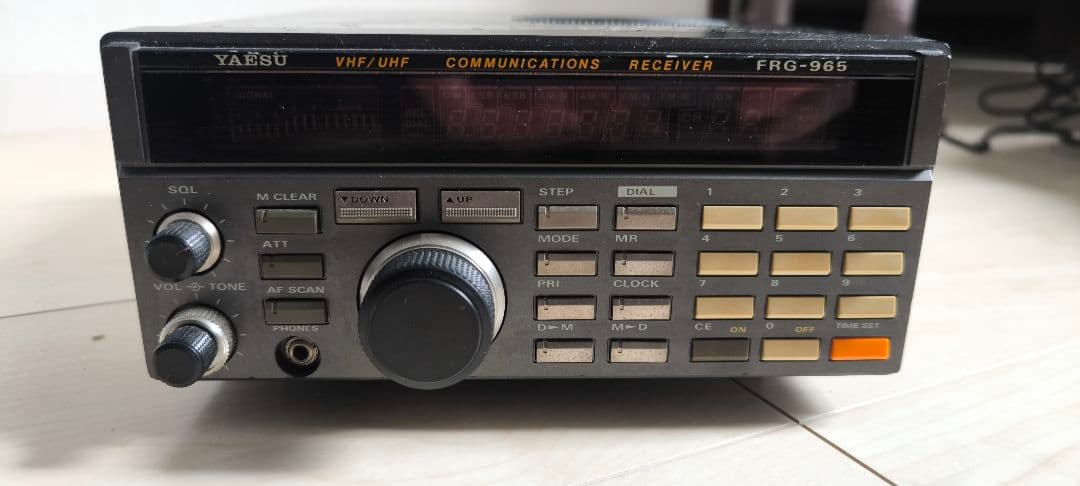 YAESU VHF/UHF COMMUNICATIONS RECEIVER FRG-965
SIGNAL
SQL M CLEAR ▼DOWN ▲UP STEP DIAL 1 2 3
ATT MODE MR 4 5 6
VOL TONE AF SCAN PRI CLOCK 7 8 9
PHONES D►M M►D CE ON 0 OFF TIME SET